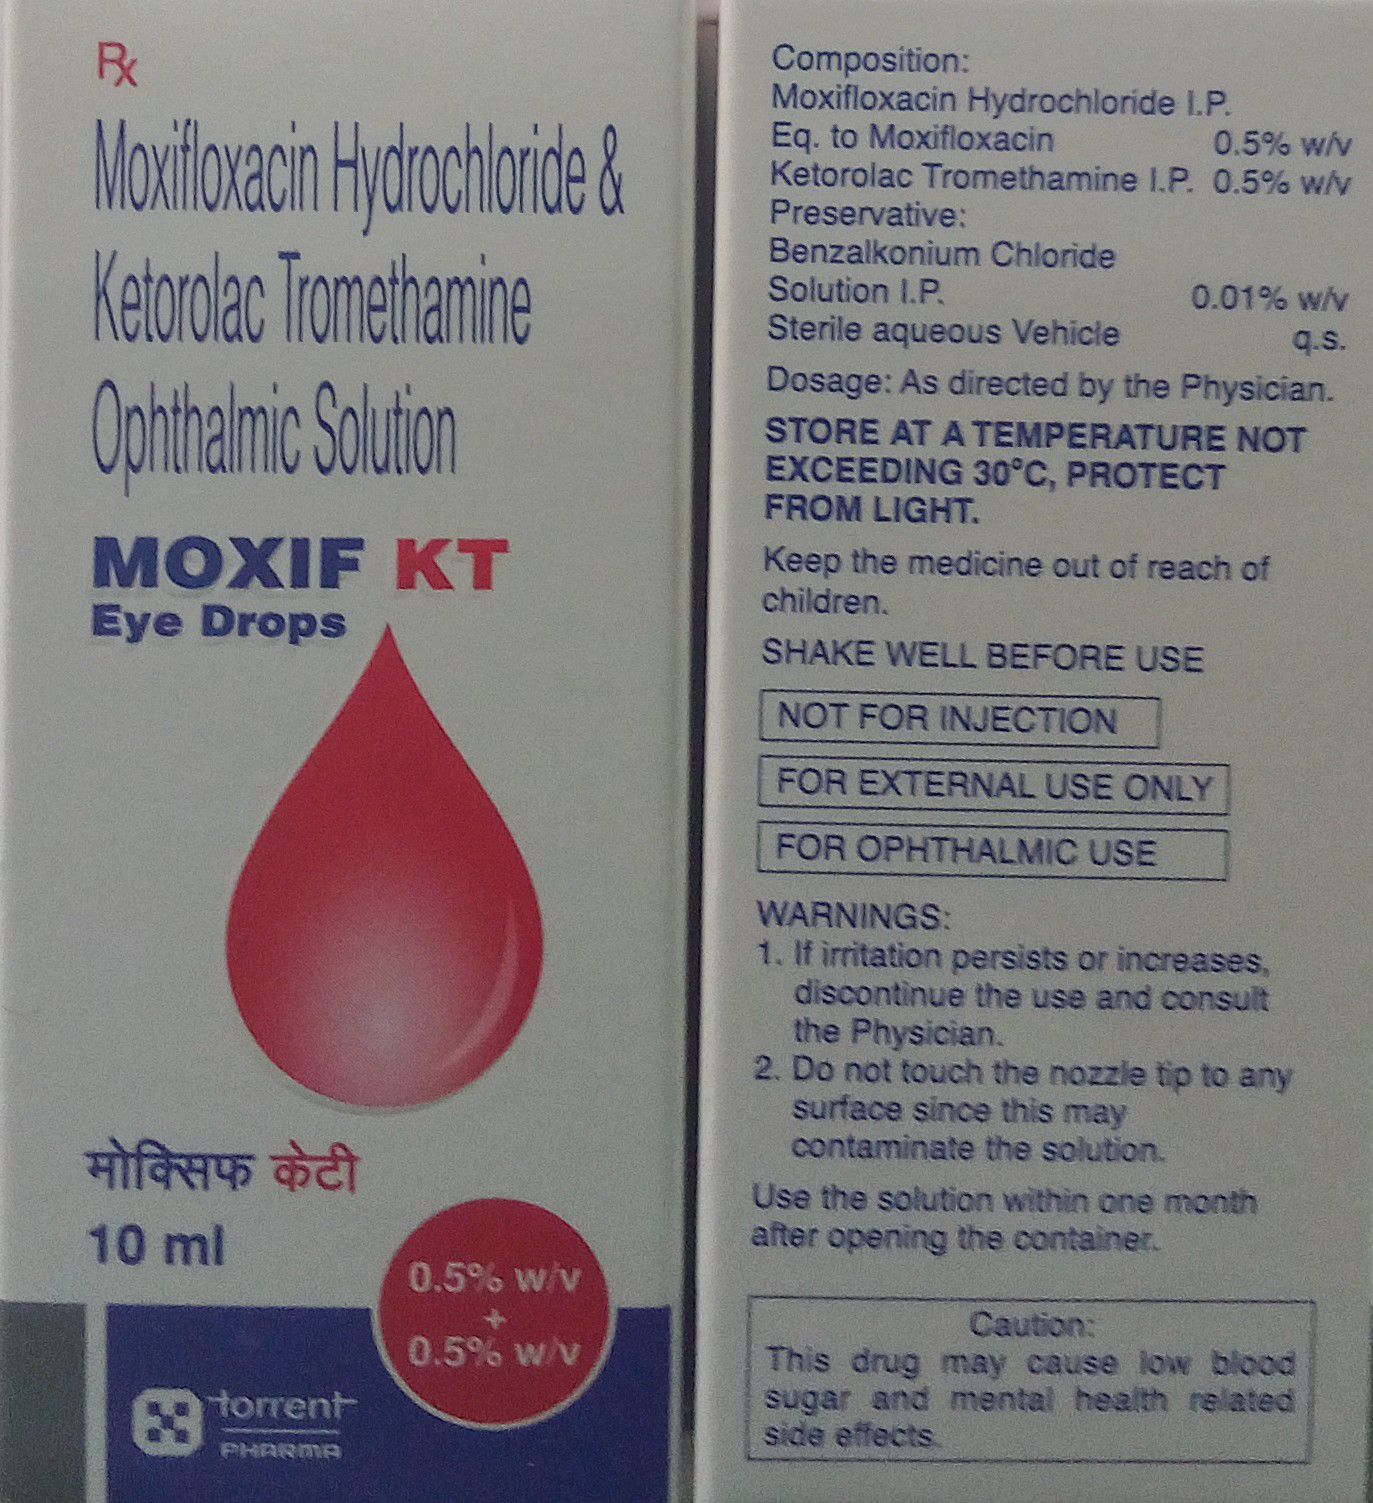 Rx
Moxifloxacin Hydrochloride &
Ketorolac Tromethamine
Ophthalmic Solution
MOXIF KT
Eye Drops
मोक्सिफ केटी
10 ml
0.5% w/v
+
0.5% w/v
torrent
PHARMA
Composition:
Moxifloxacin Hydrochloride I.P.
Eq. to Moxifloxacin 0.5% w/v
Ketorolac Tromethamine I.P. 0.5% w/v
Preservative:
Benzalkonium Chloride
Solution I.P. 0.01% w/v
Sterile aqueous Vehicle q.s.
Dosage: As directed by the Physician.
STORE AT A TEMPERATURE NOT
EXCEEDING 30°C, PROTECT
FROM LIGHT.
Keep the medicine out of reach of
children.
SHAKE WELL BEFORE USE
NOT FOR INJECTION
FOR EXTERNAL USE ONLY
FOR OPHTHALMIC USE
WARNINGS:
1. If irritation persists or increases,
discontinue the use and consult
the Physician.
2. Do not touch the nozzle tip to any
surface since this may
contaminate the solution.
Use the solution within one month
after opening the container.
Caution:
This drug may cause low blood
sugar and mental health related
side effects.